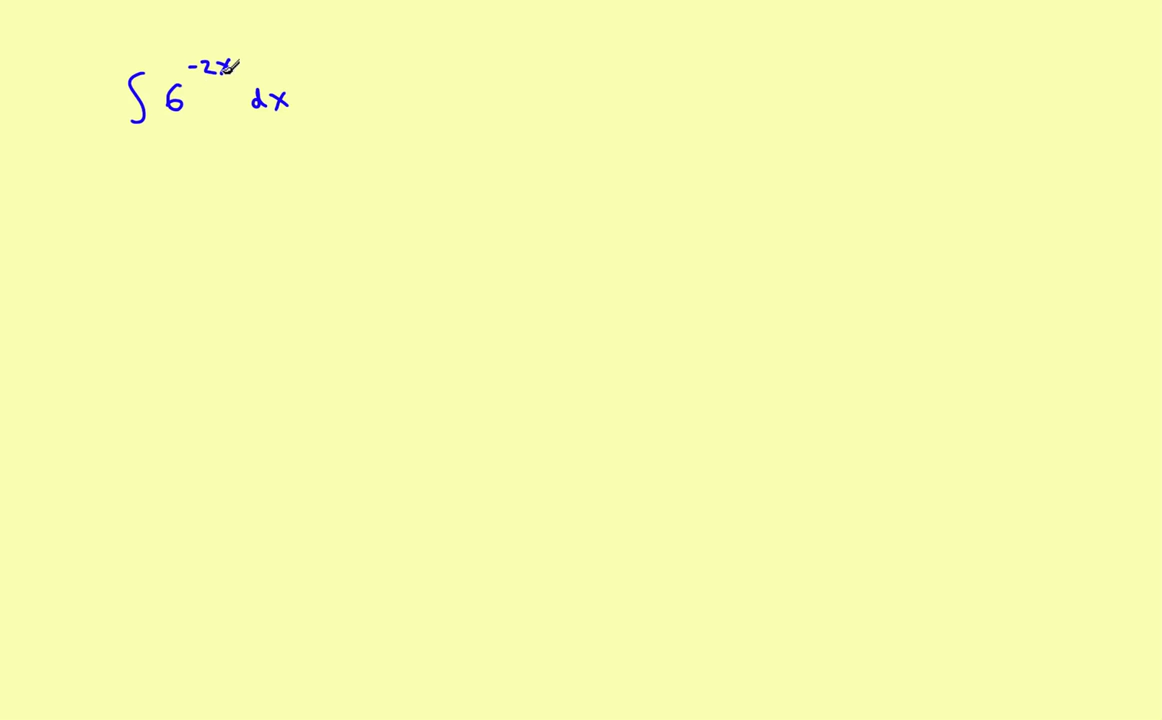 ∫ 6^{-2x} dx